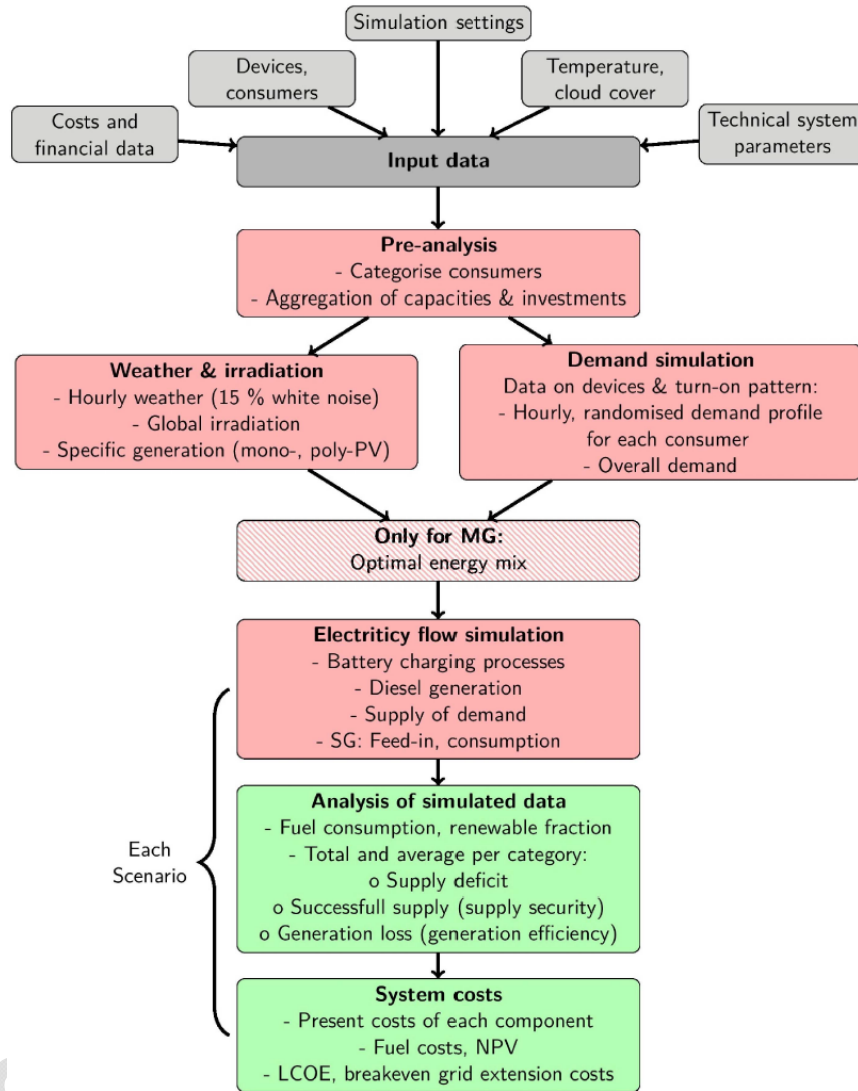 Simulation settings
Devices,
consumers
Temperature,
cloud cover
Costs and
financial data
Technical system
parameters
Input data
Pre-analysis
- Categorise consumers
- Aggregation of capacities & investments
Weather & irradiation
- Hourly weather (15 % white noise)
- Global irradiation
- Specific generation (mono-, poly-PV)
Demand simulation
Data on devices & turn-on pattern:
- Hourly, randomised demand profile
for each consumer
- Overall demand
Only for MG:
Optimal energy mix
Electriticy flow simulation
- Battery charging processes
- Diesel generation
- Supply of demand
- SG: Feed-in, consumption
Analysis of simulated data
- Fuel consumption, renewable fraction
- Total and average per category:
o Supply deficit
o Successfull supply (supply security)
o Generation loss (generation efficiency)
Each
Scenario
System costs
- Present costs of each component
- Fuel costs, NPV
- LCOE, breakeven grid extension costs